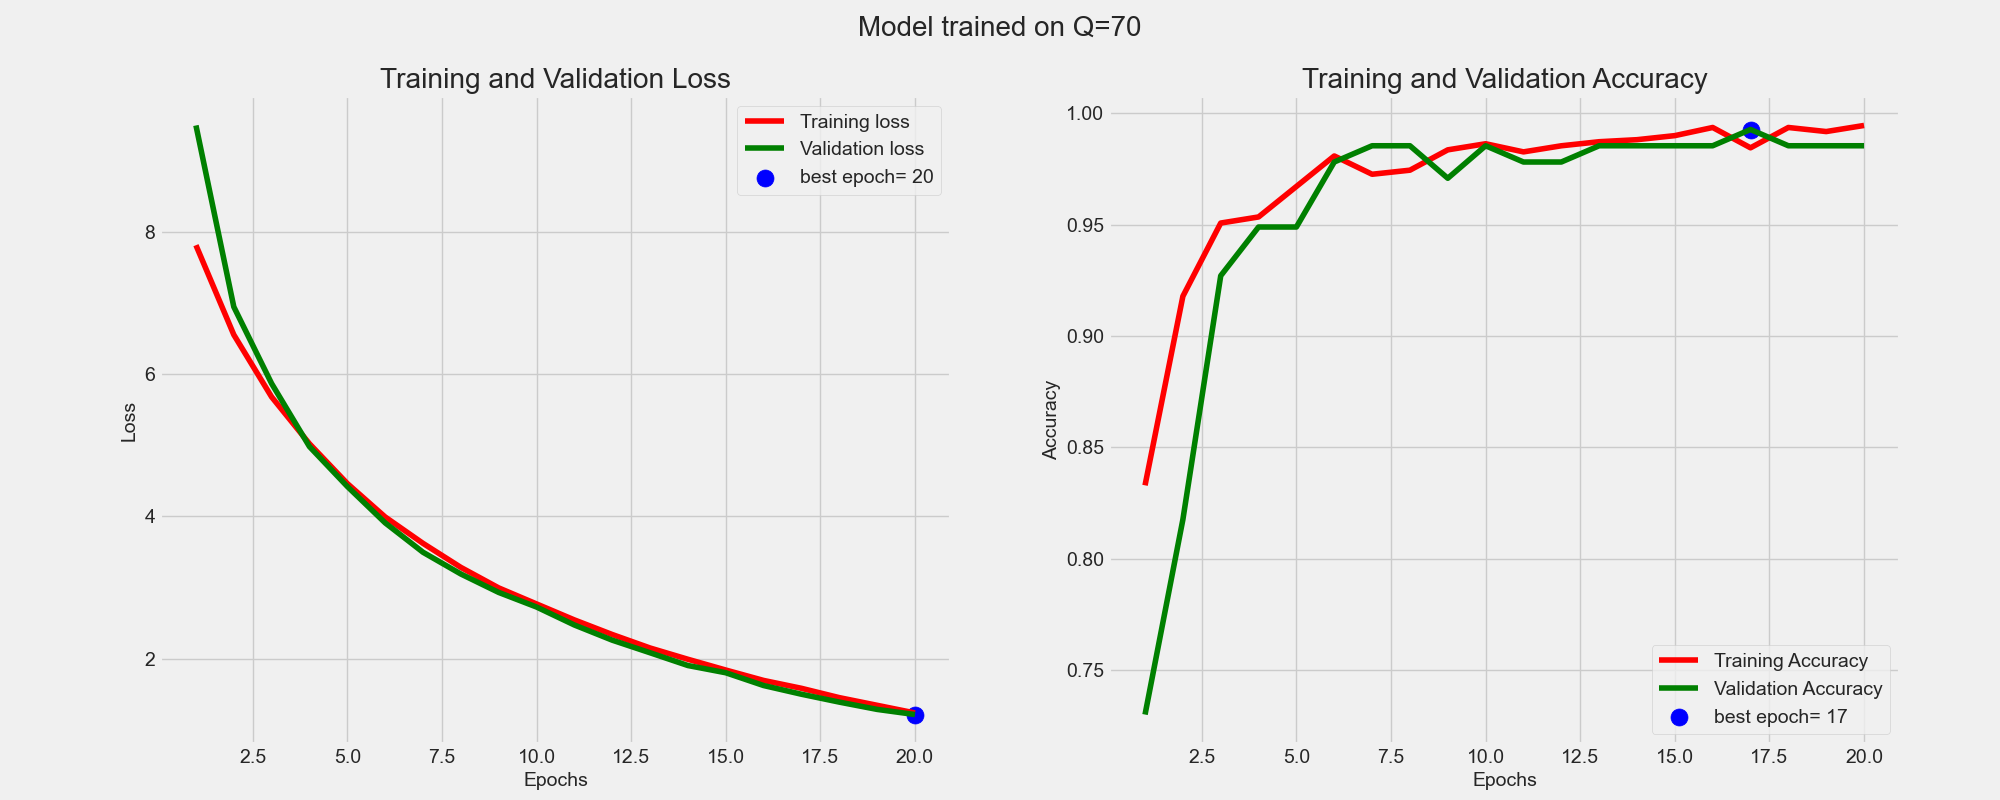 Model trained on Q=70
Training and Validation Loss
Training loss
Validation loss
best epoch= 20
8
6
4
2
Loss
2.5 5.0 7.5 10.0 12.5 15.0 17.5 20.0
Epochs
Training and Validation Accuracy
1.00
0.95
0.90
0.85
0.80
0.75
Accuracy
Training Accuracy
Validation Accuracy
best epoch= 17
2.5 5.0 7.5 10.0 12.5 15.0 17.5 20.0
Epochs